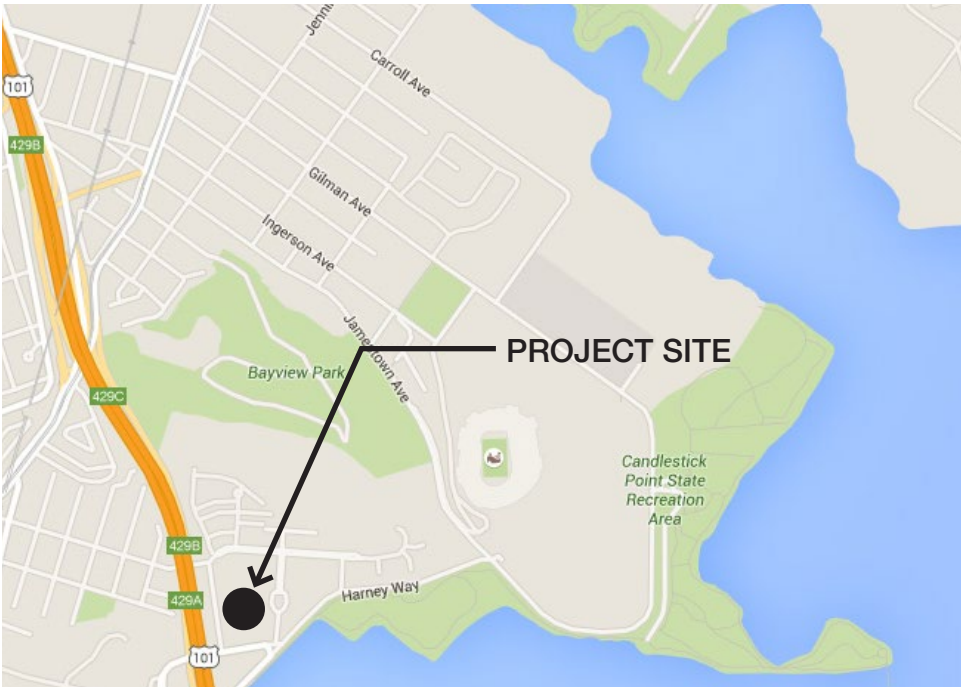 Jenni
Carroll Ave
101
429B
Gilman Ave
Ingerson Ave
Jamestown Ave
PROJECT SITE
Bayview Park
429C
Candlestick
Point State
Recreation
Area
429B
Harney Way
429A
101